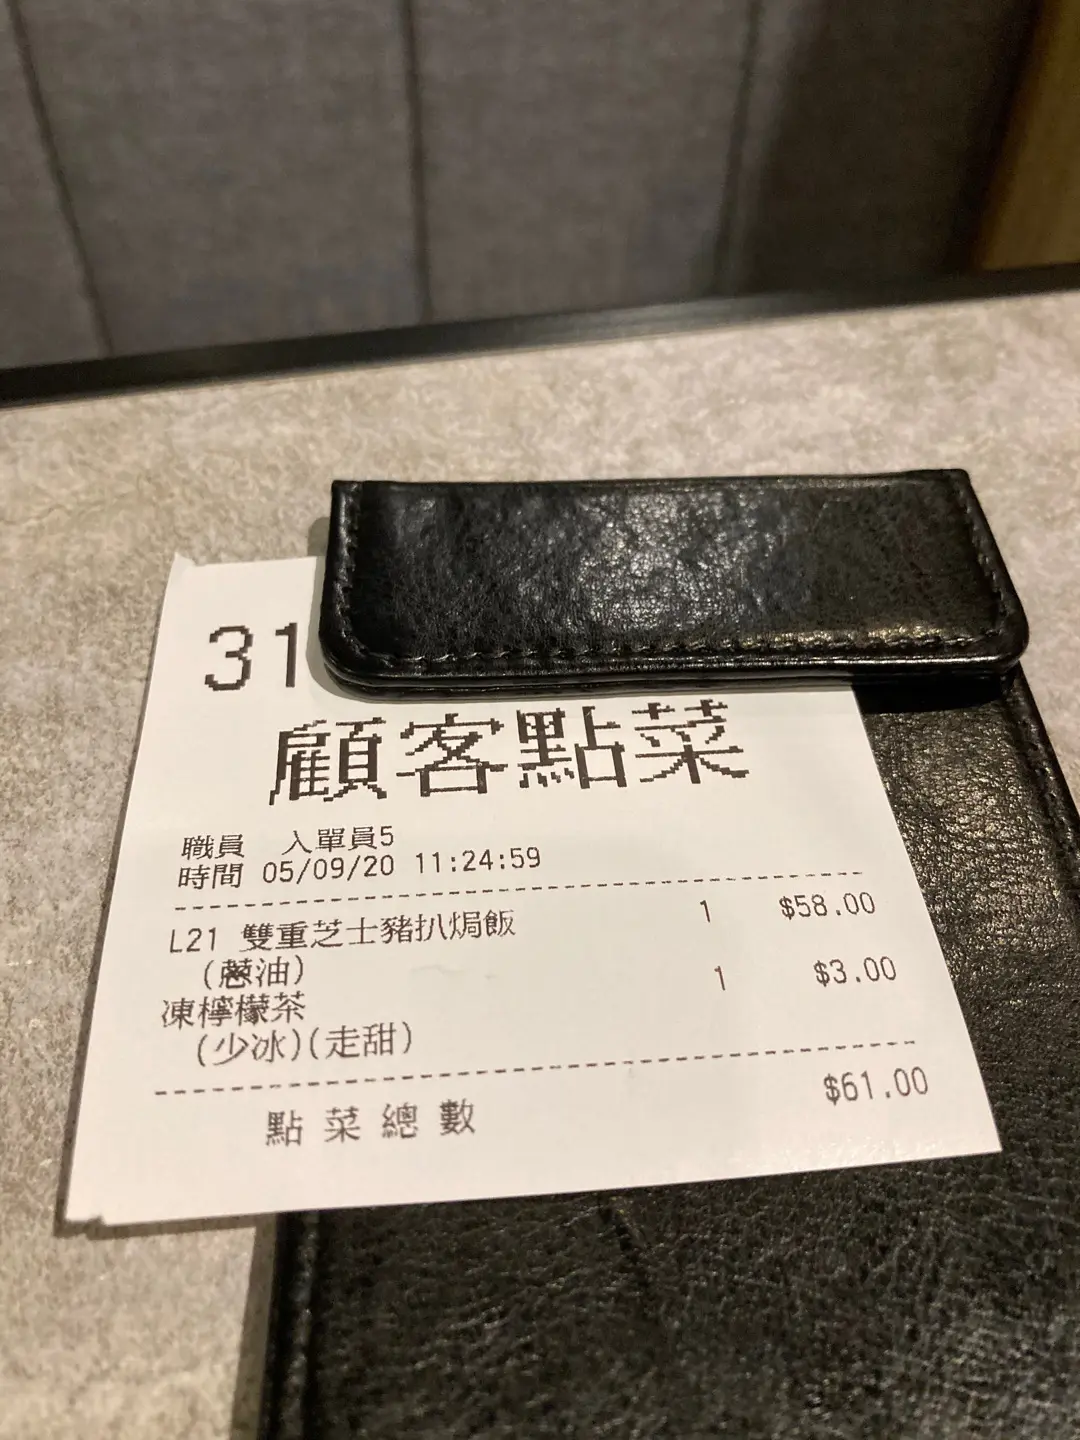 31
顧客點菜
職員 入單員5
時間 05/09/20 11:24:59
L21 雙重芝士豬扒焗飯 1 $58.00
(蔥油)
凍檸檬茶 1 $3.00
(少冰)(走甜)
點菜總數 $61.00